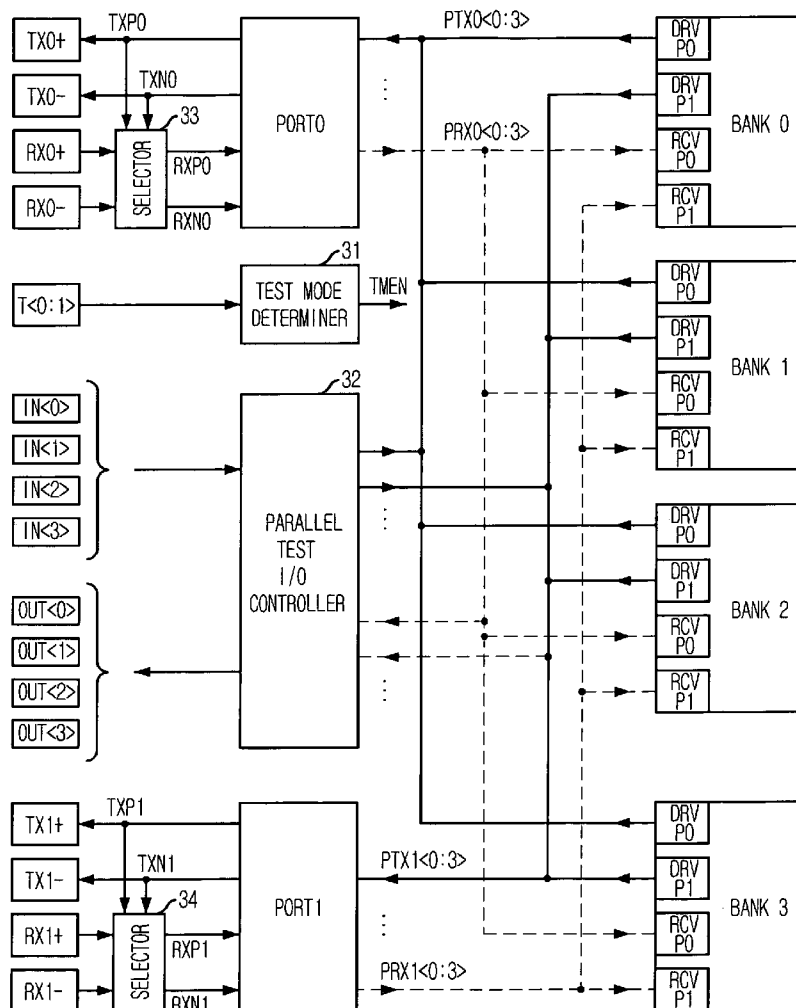 TX0+
TX0-
RX0+
RX0-
TXP0
TXN0
33
SELECTOR
RXP0
RXN0
PORT0
PTX0<0:3>
PRX0<0:3>
DRV P0
DRV P1
RCV P0
RCV P1
BANK 0
T<0:1>
31
TEST MODE
DETERMINER
TMEN
DRV P0
DRV P1
RCV P0
RCV P1
BANK 1
IN<0>
IN<1>
IN<2>
IN<3>
32
PARALLEL
TEST
I/O
CONTROLLER
OUT<0>
OUT<1>
OUT<2>
OUT<3>
DRV P0
DRV P1
RCV P0
RCV P1
BANK 2
TX1+
TX1-
RX1+
RX1-
TXP1
TXN1
34
SELECTOR
RXP1
RXN1
PORT1
PTX1<0:3>
PRX1<0:3>
DRV P0
DRV P1
RCV P0
RCV P1
BANK 3